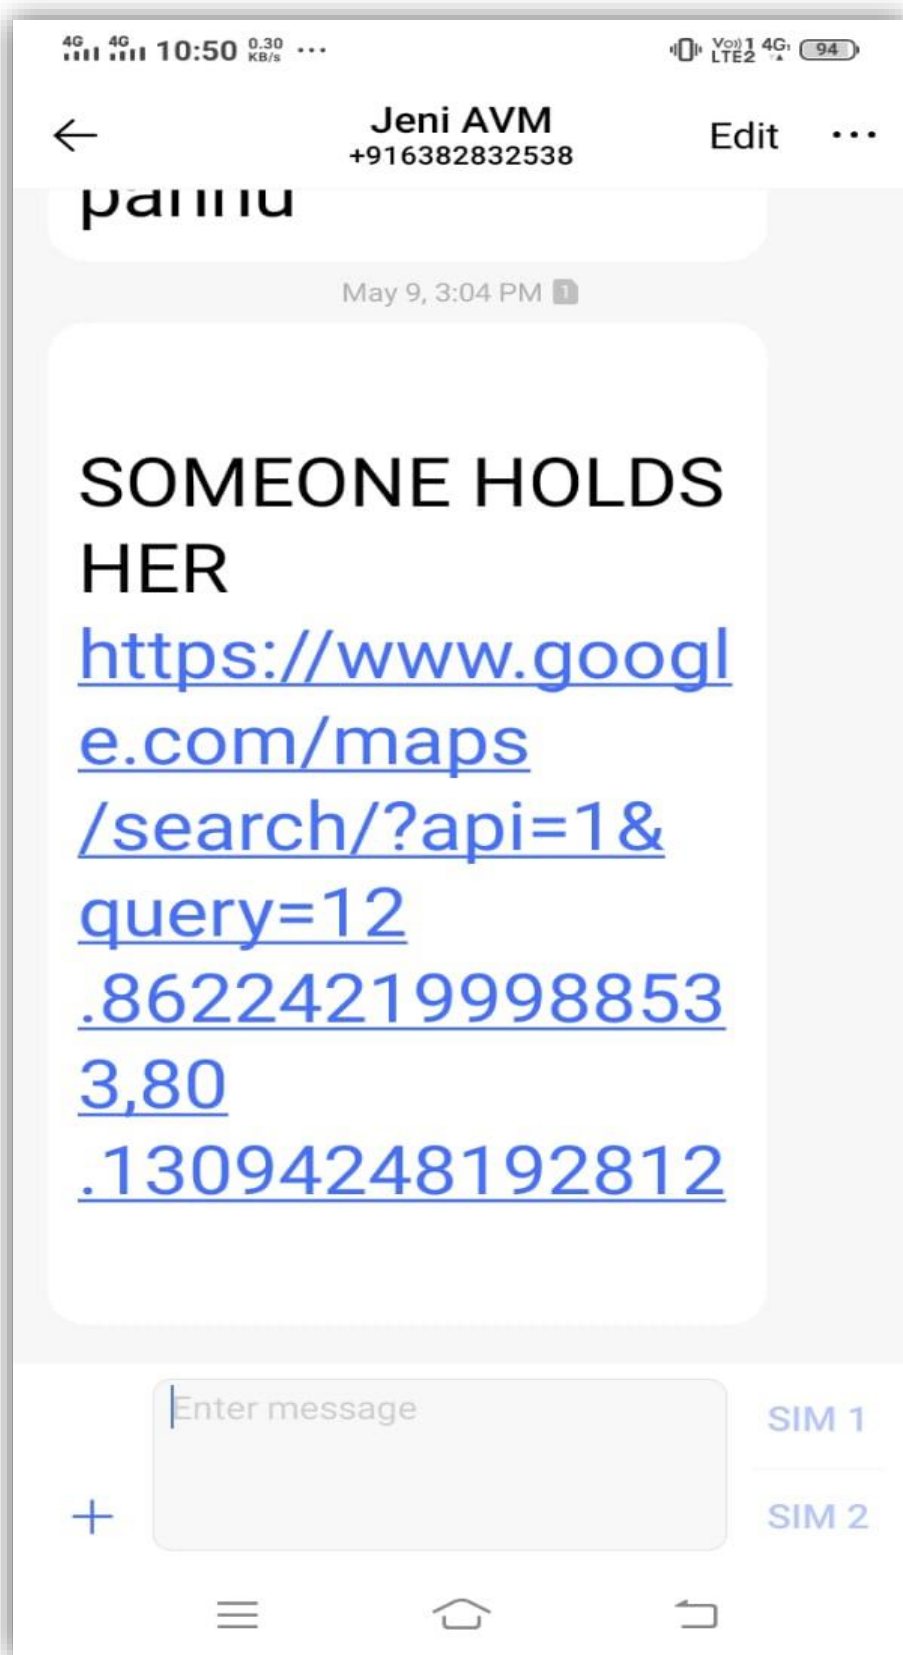 4G 4G 10:50 0.30 KB/s ... Vo)) 1 LTE2 4G 94
Jeni AVM
+916382832538
Edit ...
pannu
May 9, 3:04 PM 1
SOMEONE HOLDS
HER
https://www.googl
e.com/maps
/search/?api=1&
query=12
.86224219998853
3,80
.13094248192812
Enter message
SIM 1
SIM 2